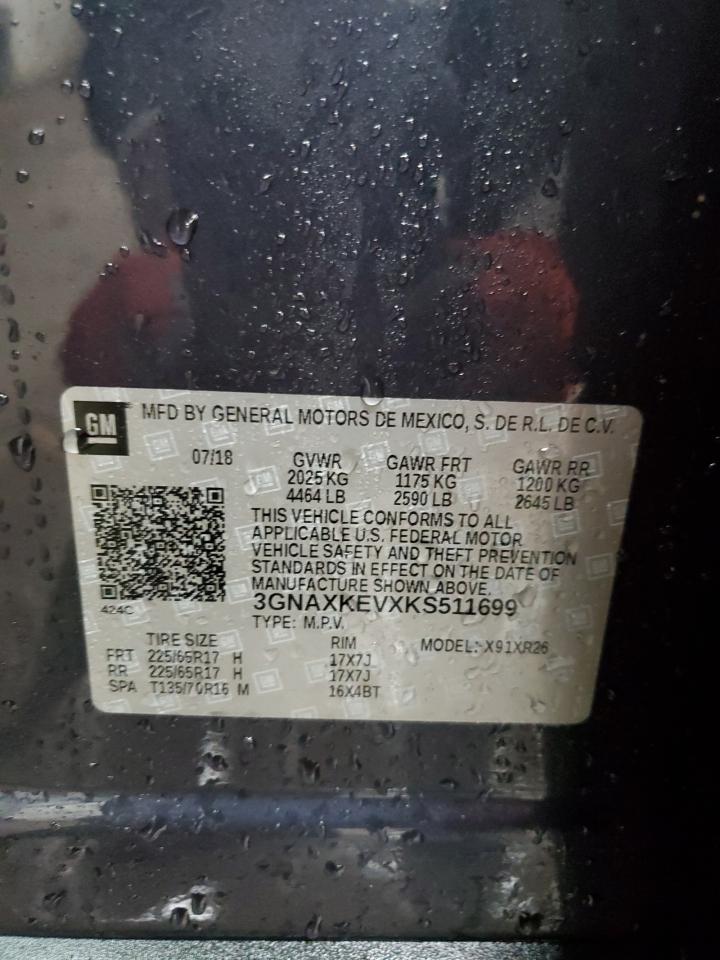 GM
MFD BY GENERAL MOTORS DE MEXICO, S. DE R.L. DE C.V.
07/18 GVWR GAWR FRT GAWR RR
2025 KG 1175 KG 1200 KG
4464 LB 2590 LB 2645 LB
THIS VEHICLE CONFORMS TO ALL
APPLICABLE U.S. FEDERAL MOTOR
VEHICLE SAFETY AND THEFT PREVENTION
STANDARDS IN EFFECT ON THE DATE OF
MANUFACTURE SHOWN ABOVE.
424C 3GNAXKEVXKS511699
TYPE: M.P.V.
TIRE SIZE RIM MODEL: X91XR26
FRT 225/65R17 H 17X7J
RR 225/65R17 H 17X7J
SPA T135/70R16 M 16X4BT